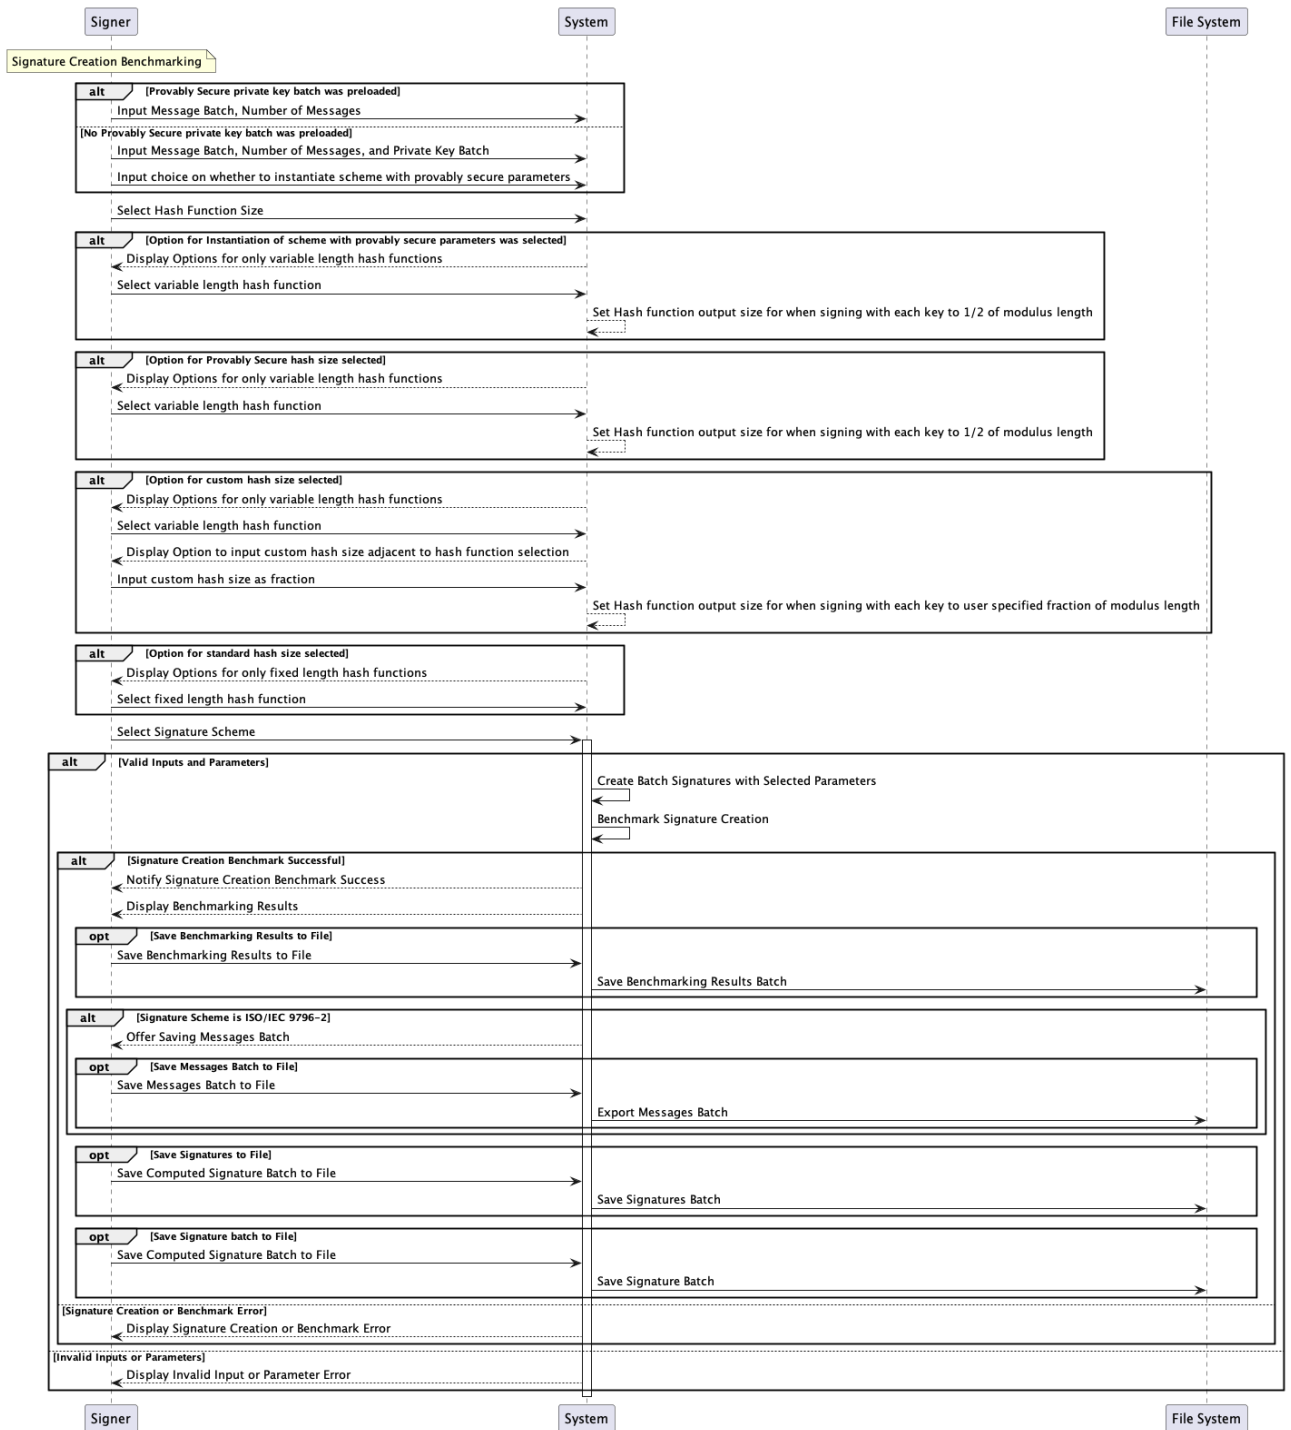 Signer System File System
Signature Creation Benchmarking
alt [Provably Secure private key batch was preloaded]
Input Message Batch, Number of Messages
[No Provably Secure private key batch was preloaded]
Input Message Batch, Number of Messages, and Private Key Batch
Input choice on whether to instantiate scheme with provably secure parameters
Select Hash Function Size
alt [Option for Instantiation of scheme with provably secure parameters was selected]
Display Options for only variable length hash functions
Select variable length hash function
Set Hash function output size for when signing with each key to 1/2 of modulus length
alt [Option for Provably Secure hash size selected]
Display Options for only variable length hash functions
Select variable length hash function
Set Hash function output size for when signing with each key to 1/2 of modulus length
alt [Option for custom hash size selected]
Display Options for only variable length hash functions
Select variable length hash function
Display Option to input custom hash size adjacent to hash function selection
Input custom hash size as fraction
Set Hash function output size for when signing with each key to user specified fraction of modulus length
alt [Option for standard hash size selected]
Display Options for only fixed length hash functions
Select fixed length hash function
Select Signature Scheme
alt [Valid Inputs and Parameters]
Create Batch Signatures with Selected Parameters
Benchmark Signature Creation
alt [Signature Creation Benchmark Successful]
Notify Signature Creation Benchmark Success
Display Benchmarking Results
opt [Save Benchmarking Results to File]
Save Benchmarking Results to File
Save Benchmarking Results Batch
alt [Signature Scheme is ISO/IEC 9796-2]
Offer Saving Messages Batch
opt [Save Messages Batch to File]
Save Messages Batch to File
Export Messages Batch
opt [Save Signatures to File]
Save Computed Signature Batch to File
Save Signatures Batch
opt [Save Signature batch to File]
Save Computed Signature Batch to File
Save Signature Batch
[Signature Creation or Benchmark Error]
Display Signature Creation or Benchmark Error
[Invalid Inputs or Parameters]
Display Invalid Input or Parameter Error
Signer System File System